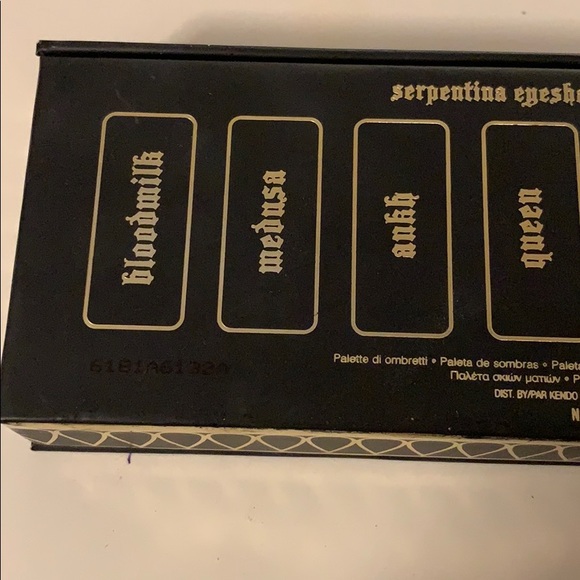 serpentina eyesha
bloodmilk
medusa
ankh
queen
6181A6132A
Palette di ombretti • Paleta de sombras • Palet
Παλέτα σκιών ματιών • P
DIST. BY/PAR KENDO
N